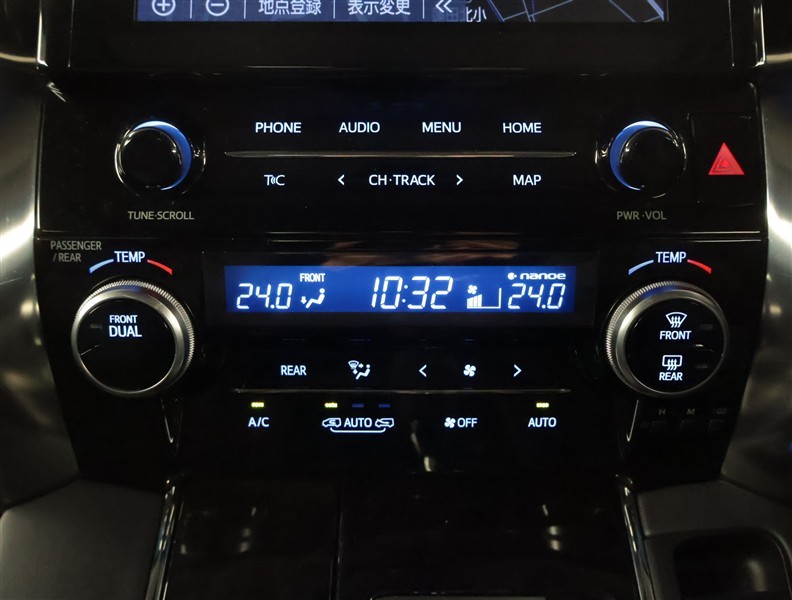 地点登録 表示変更 «
PHONE AUDIO MENU HOME
T C < CH·TRACK > MAP
TUNE·SCROLL PWR·VOL
PASSENGER
/ REAR
TEMP TEMP
FRONT
DUAL
FRONT nanoe
24.0 10:32 24.0
FRONT
REAR
REAR < >
A/C AUTO OFF AUTO
H M